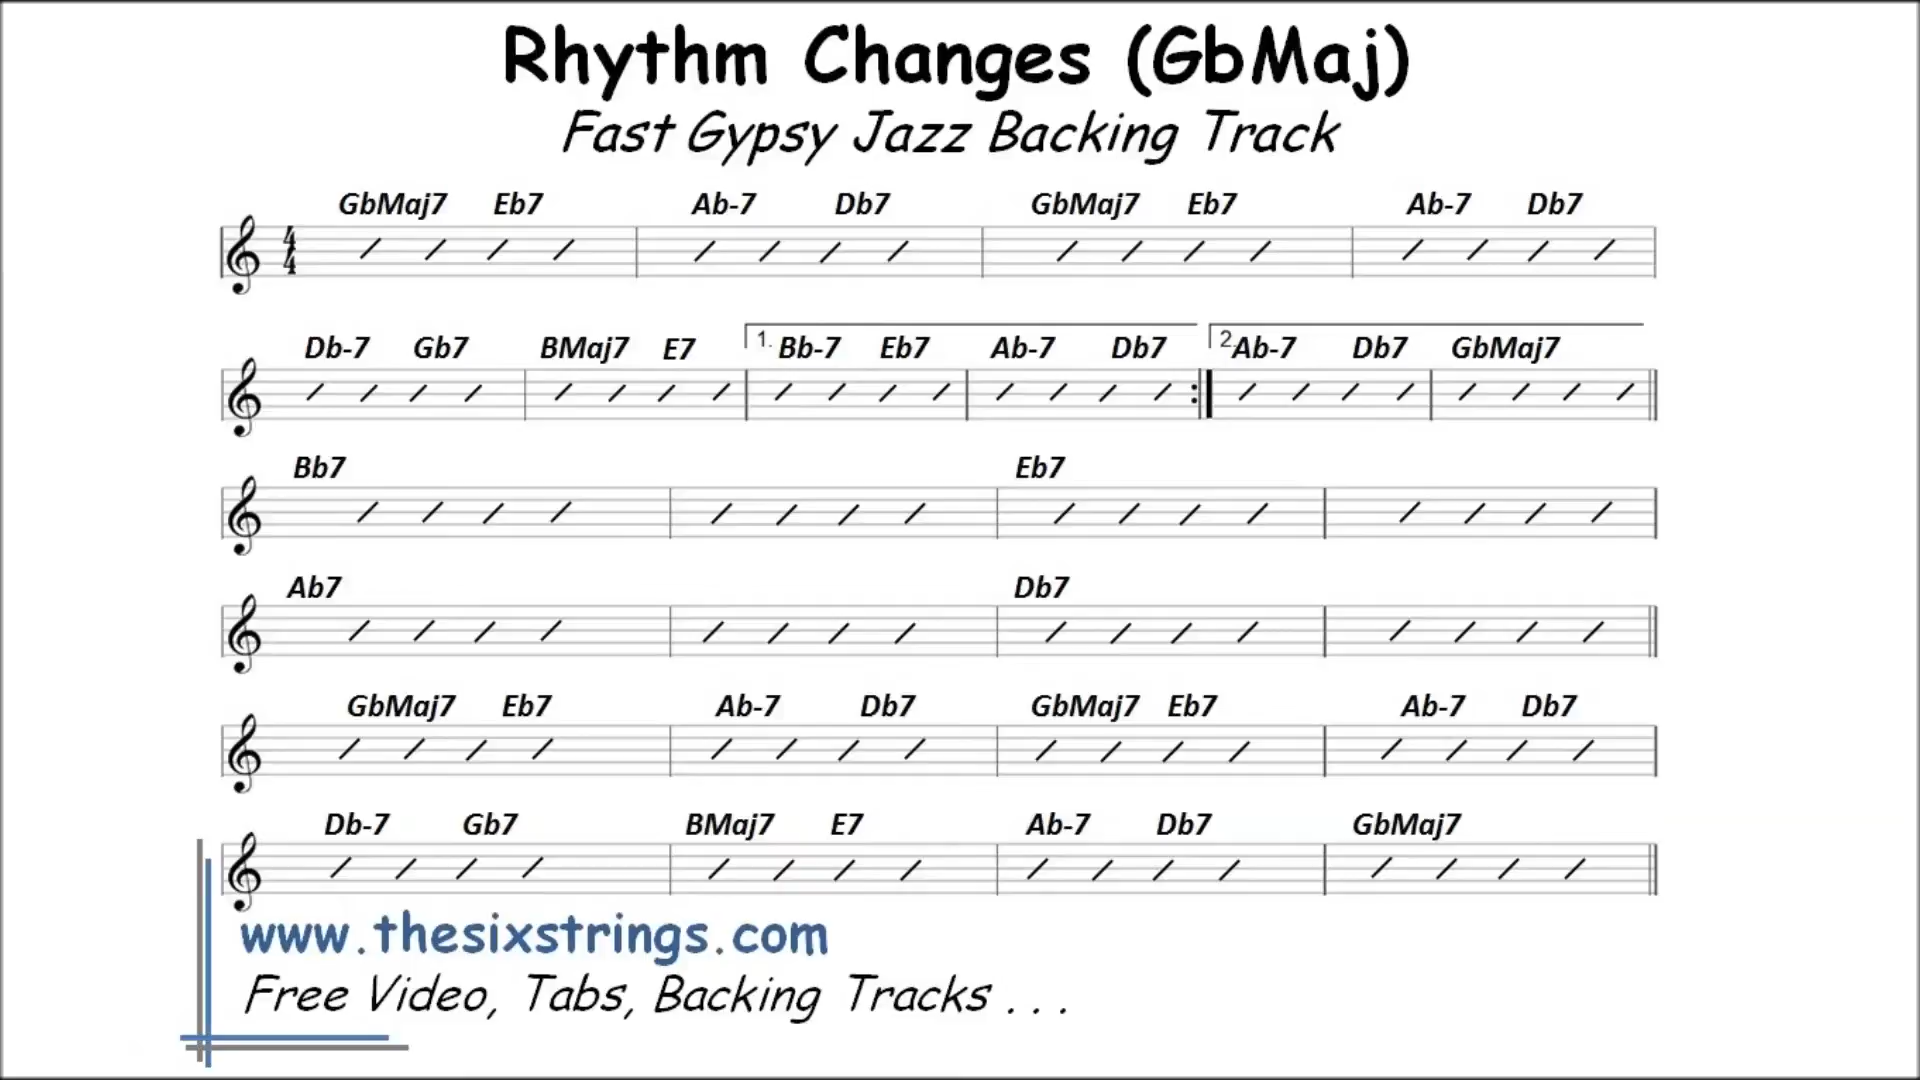 Rhythm Changes (GbMaj)
Fast Gypsy Jazz Backing Track
GbMaj7 Eb7 Ab-7 Db7 GbMaj7 Eb7 Ab-7 Db7
4
4
Db-7 Gb7 BMaj7 E7 1. Bb-7 Eb7 Ab-7 Db7 2. Ab-7 Db7 GbMaj7
Bb7 Eb7
Ab7 Db7
GbMaj7 Eb7 Ab-7 Db7 GbMaj7 Eb7 Ab-7 Db7
Db-7 Gb7 BMaj7 E7 Ab-7 Db7 GbMaj7
www.thesixstrings.com
Free Video, Tabs, Backing Tracks . . .